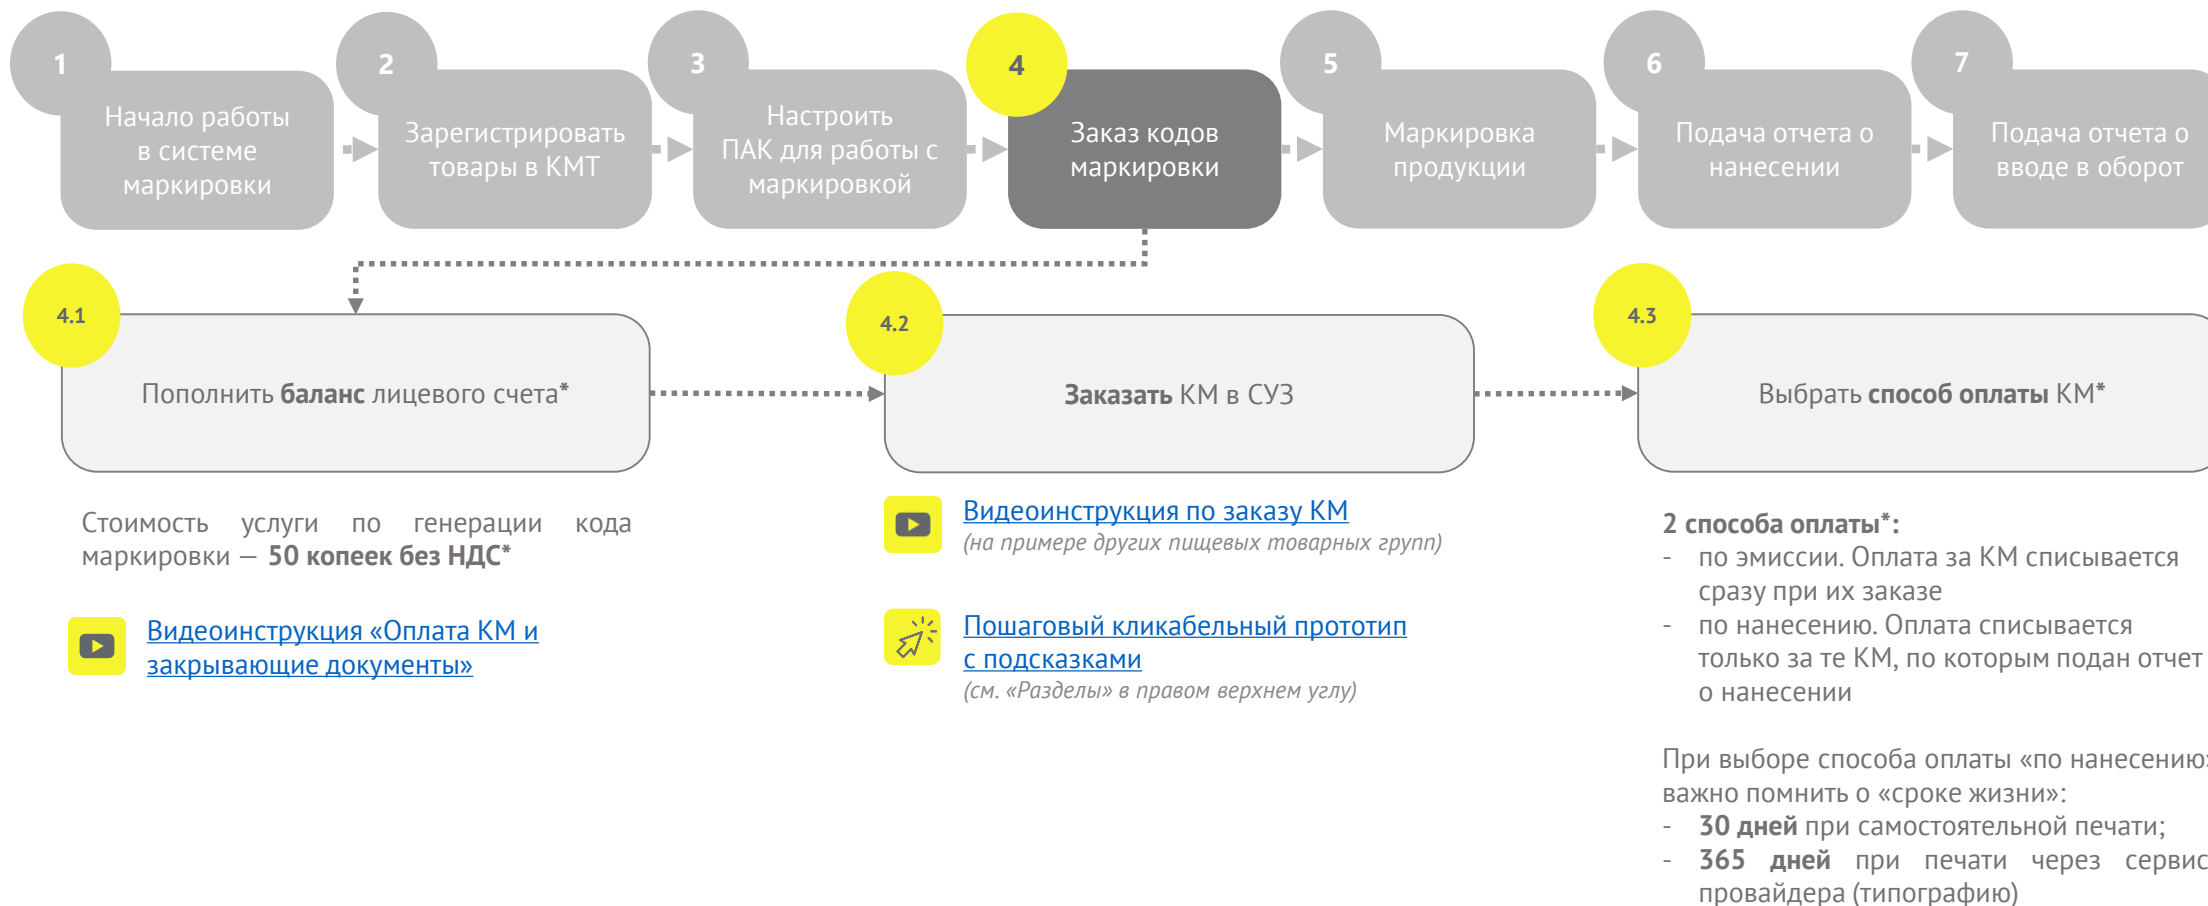 1
Начало работы
в системе
маркировки
2
Зарегистрировать
товары в КМТ
3
Настроить
ПАК для работы с
маркировкой
4
Заказ кодов
маркировки
5
Маркировка
продукции
6
Подача отчета о
нанесении
7
Подача отчета о
вводе в оборот
4.1
Пополнить баланс лицевого счета*
4.2
Заказать КМ в СУЗ
4.3
Выбрать способ оплаты КМ*
Стоимость услуги по генерации кода
маркировки — 50 копеек без НДС*
Видеоинструкция «Оплата КМ и
закрывающие документы»
Видеоинструкция по заказу КМ
(на примере других пищевых товарных групп)
Пошаговый кликабельный прототип
с подсказками
(см. «Разделы» в правом верхнем углу)
2 способа оплаты*:
- по эмиссии. Оплата за КМ списывается
сразу при их заказе
- по нанесению. Оплата списывается
только за те КМ, по которым подан отчет
о нанесении
При выборе способа оплаты «по нанесению»
важно помнить о «сроке жизни»:
- 30 дней при самостоятельной печати;
- 365 дней при печати через сервис
провайдера (типографию)